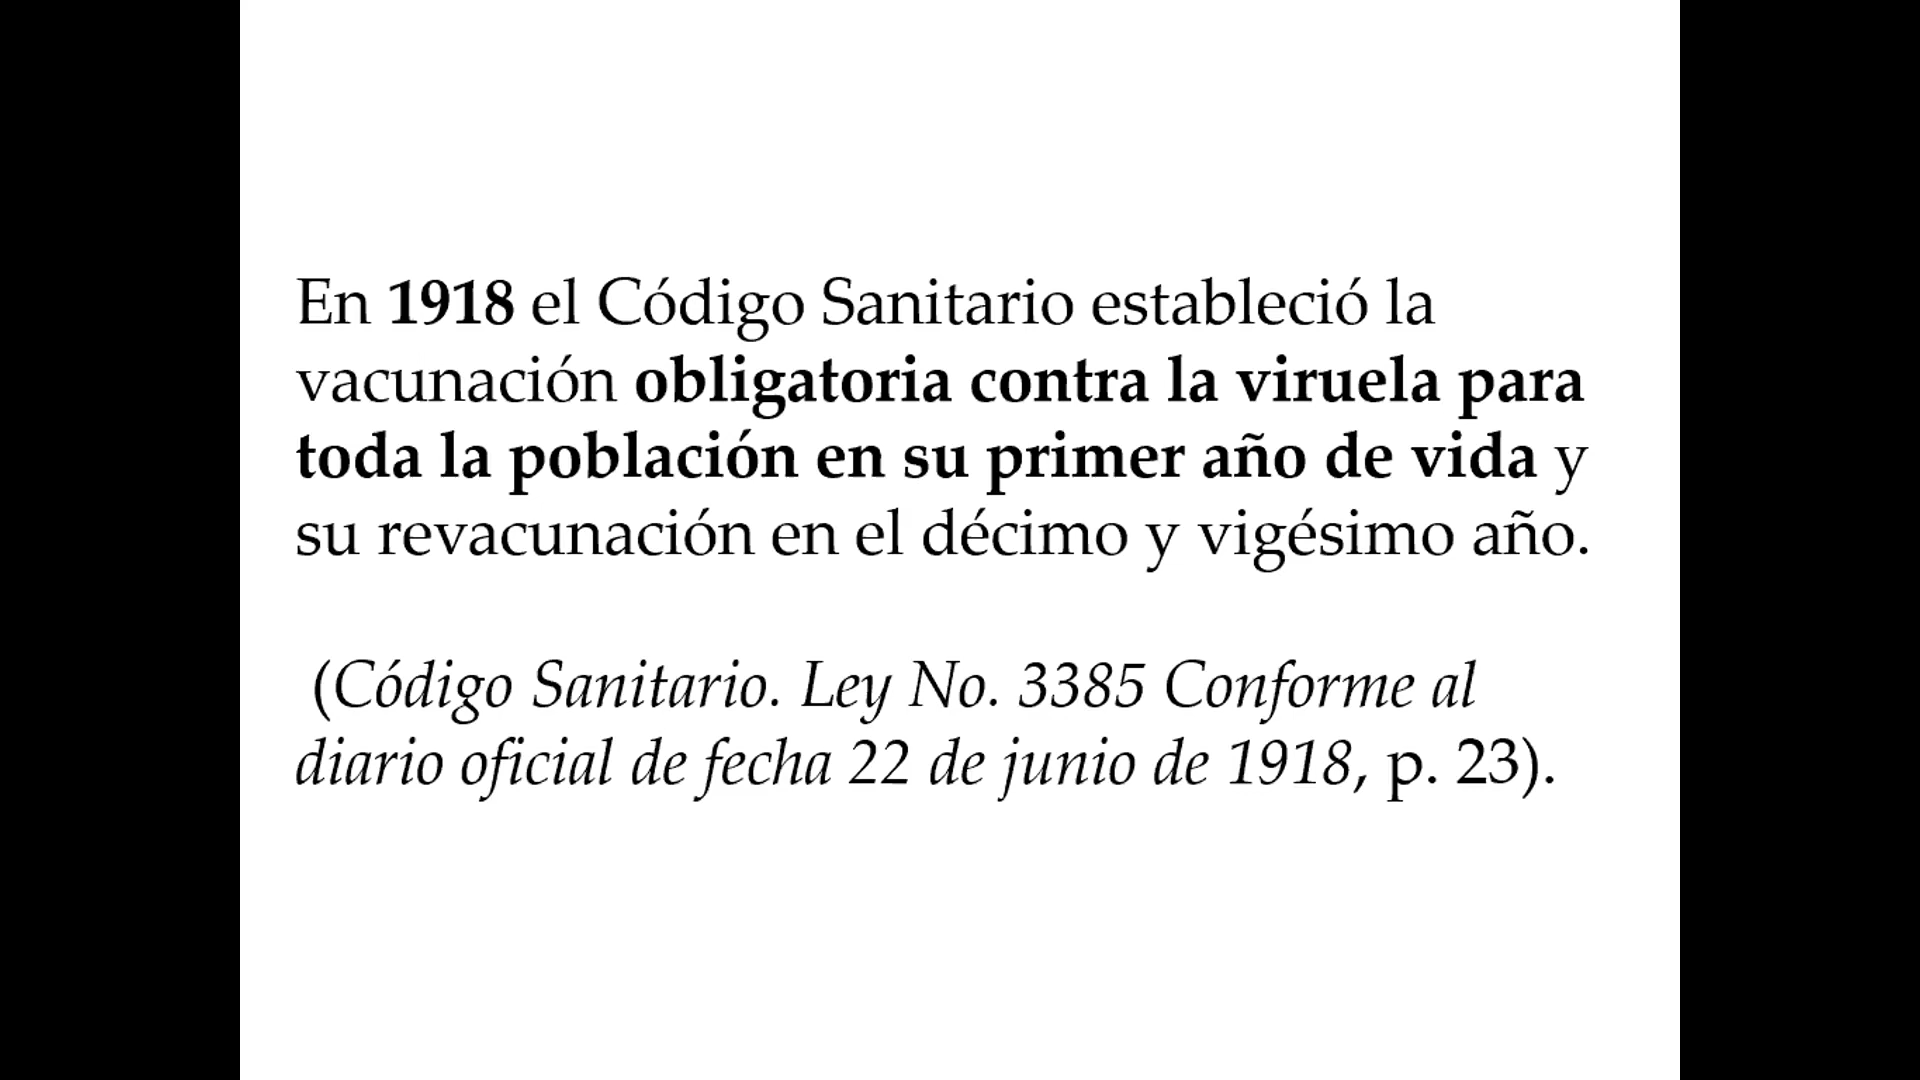 En 1918 el Código Sanitario estableció la
vacunación obligatoria contra la viruela para
toda la población en su primer año de vida y
su revacunación en el décimo y vigésimo año.
(Código Sanitario. Ley No. 3385 Conforme al
diario oficial de fecha 22 de junio de 1918, p. 23).